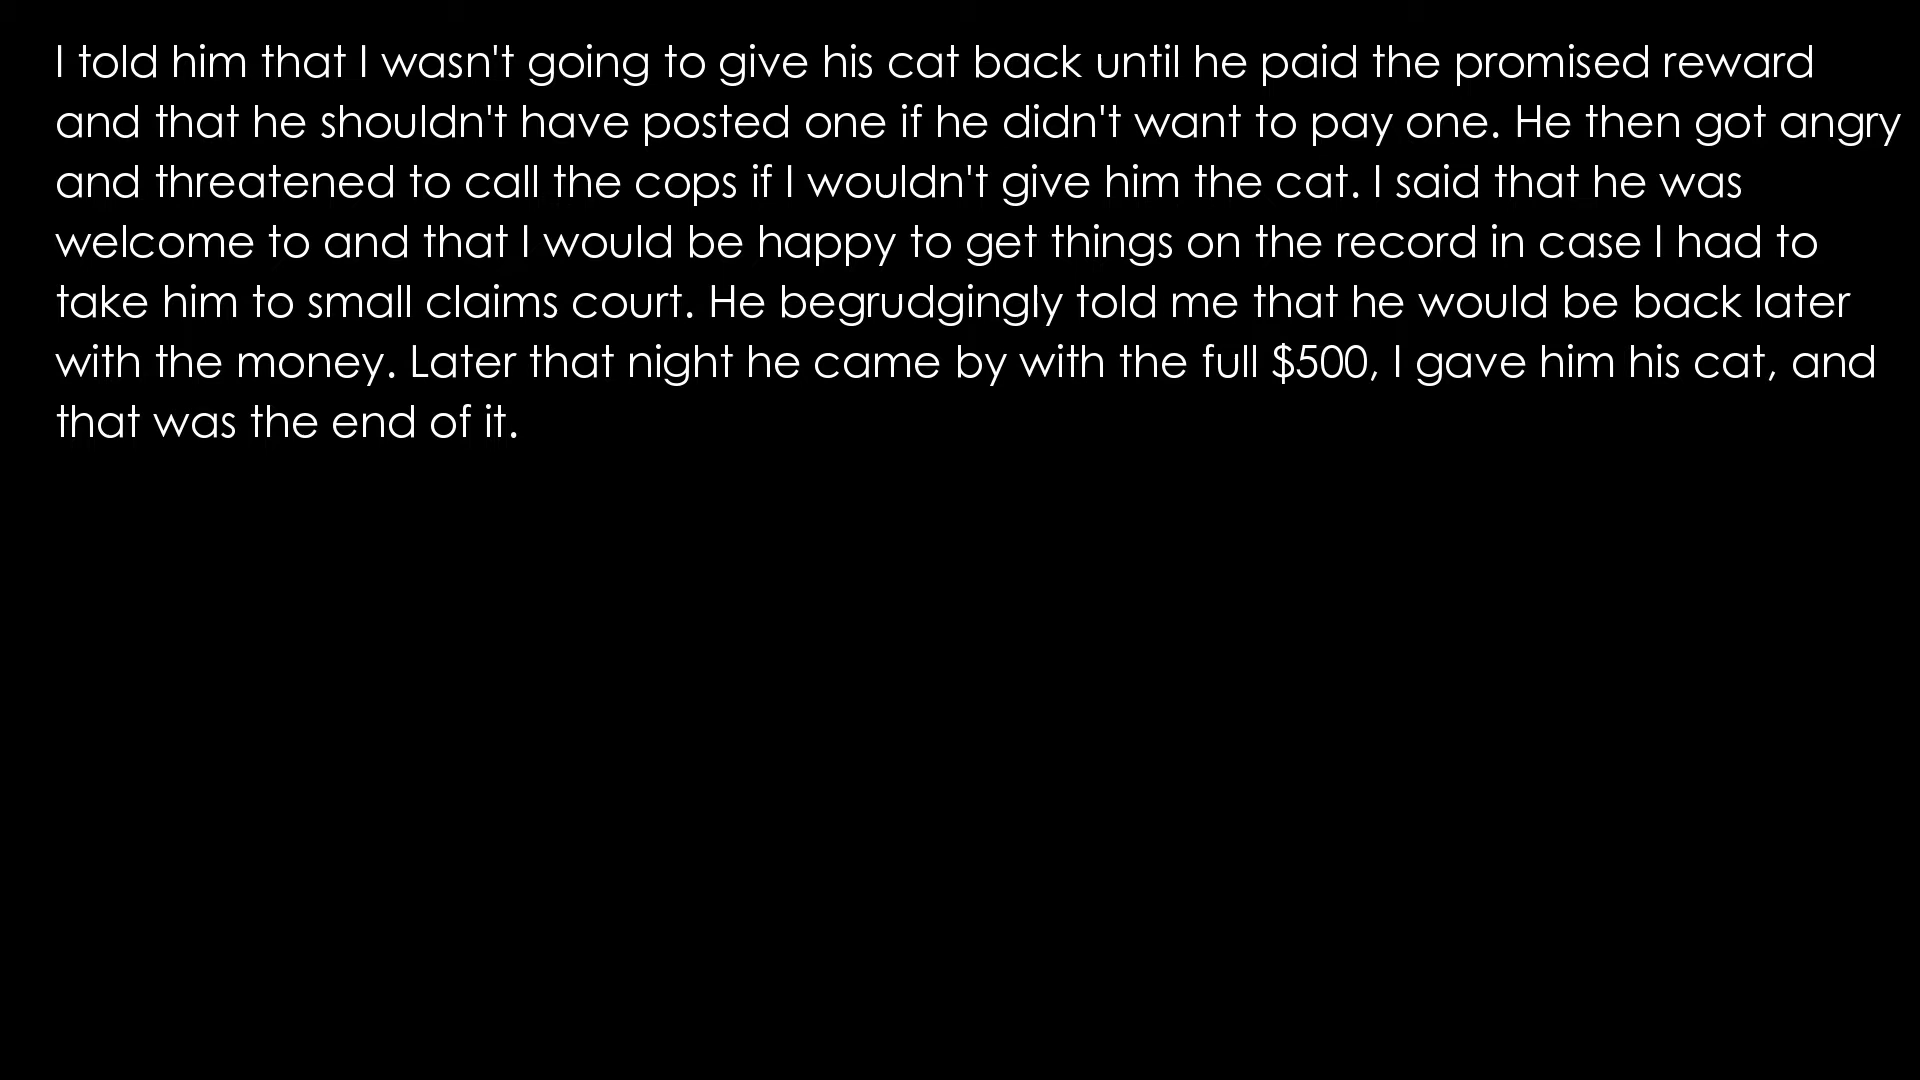 I told him that I wasn't going to give his cat back until he paid the promised reward
and that he shouldn't have posted one if he didn't want to pay one. He then got angry
and threatened to call the cops if I wouldn't give him the cat. I said that he was
welcome to and that I would be happy to get things on the record in case I had to
take him to small claims court. He begrudgingly told me that he would be back later
with the money. Later that night he came by with the full $500, I gave him his cat, and
that was the end of it.